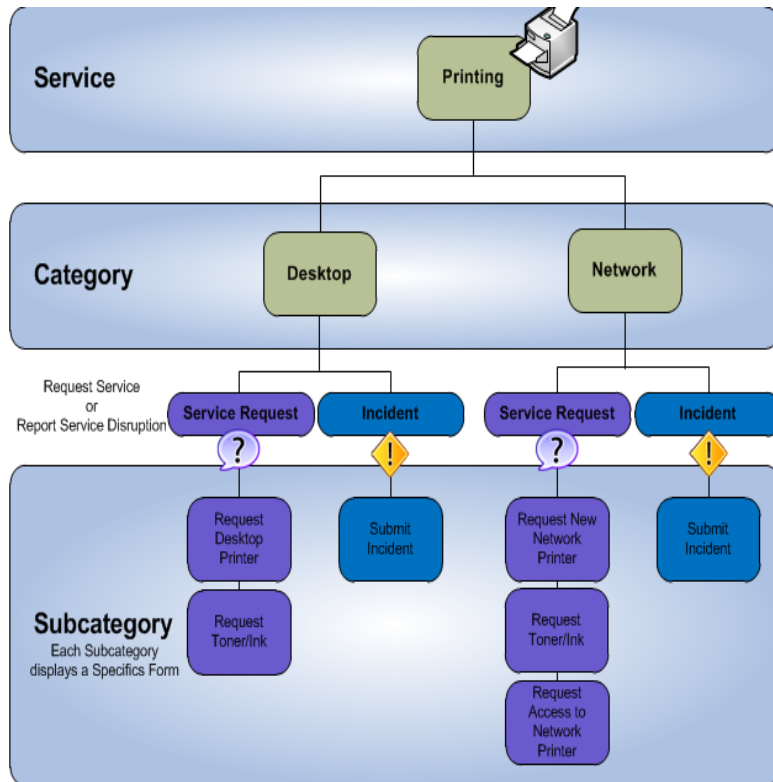 Service
Printing
Category
Desktop
Network
Request Service
or
Report Service Disruption
Service Request
Incident
Service Request
Incident
?
!
?
!
Request
Desktop
Printer
Submit
Incident
Request New
Network
Printer
Submit
Incident
Subcategory
Each Subcategory
displays a Specifics Form
Request
Toner/Ink
Request
Toner/Ink
Request
Access to
Network
Printer